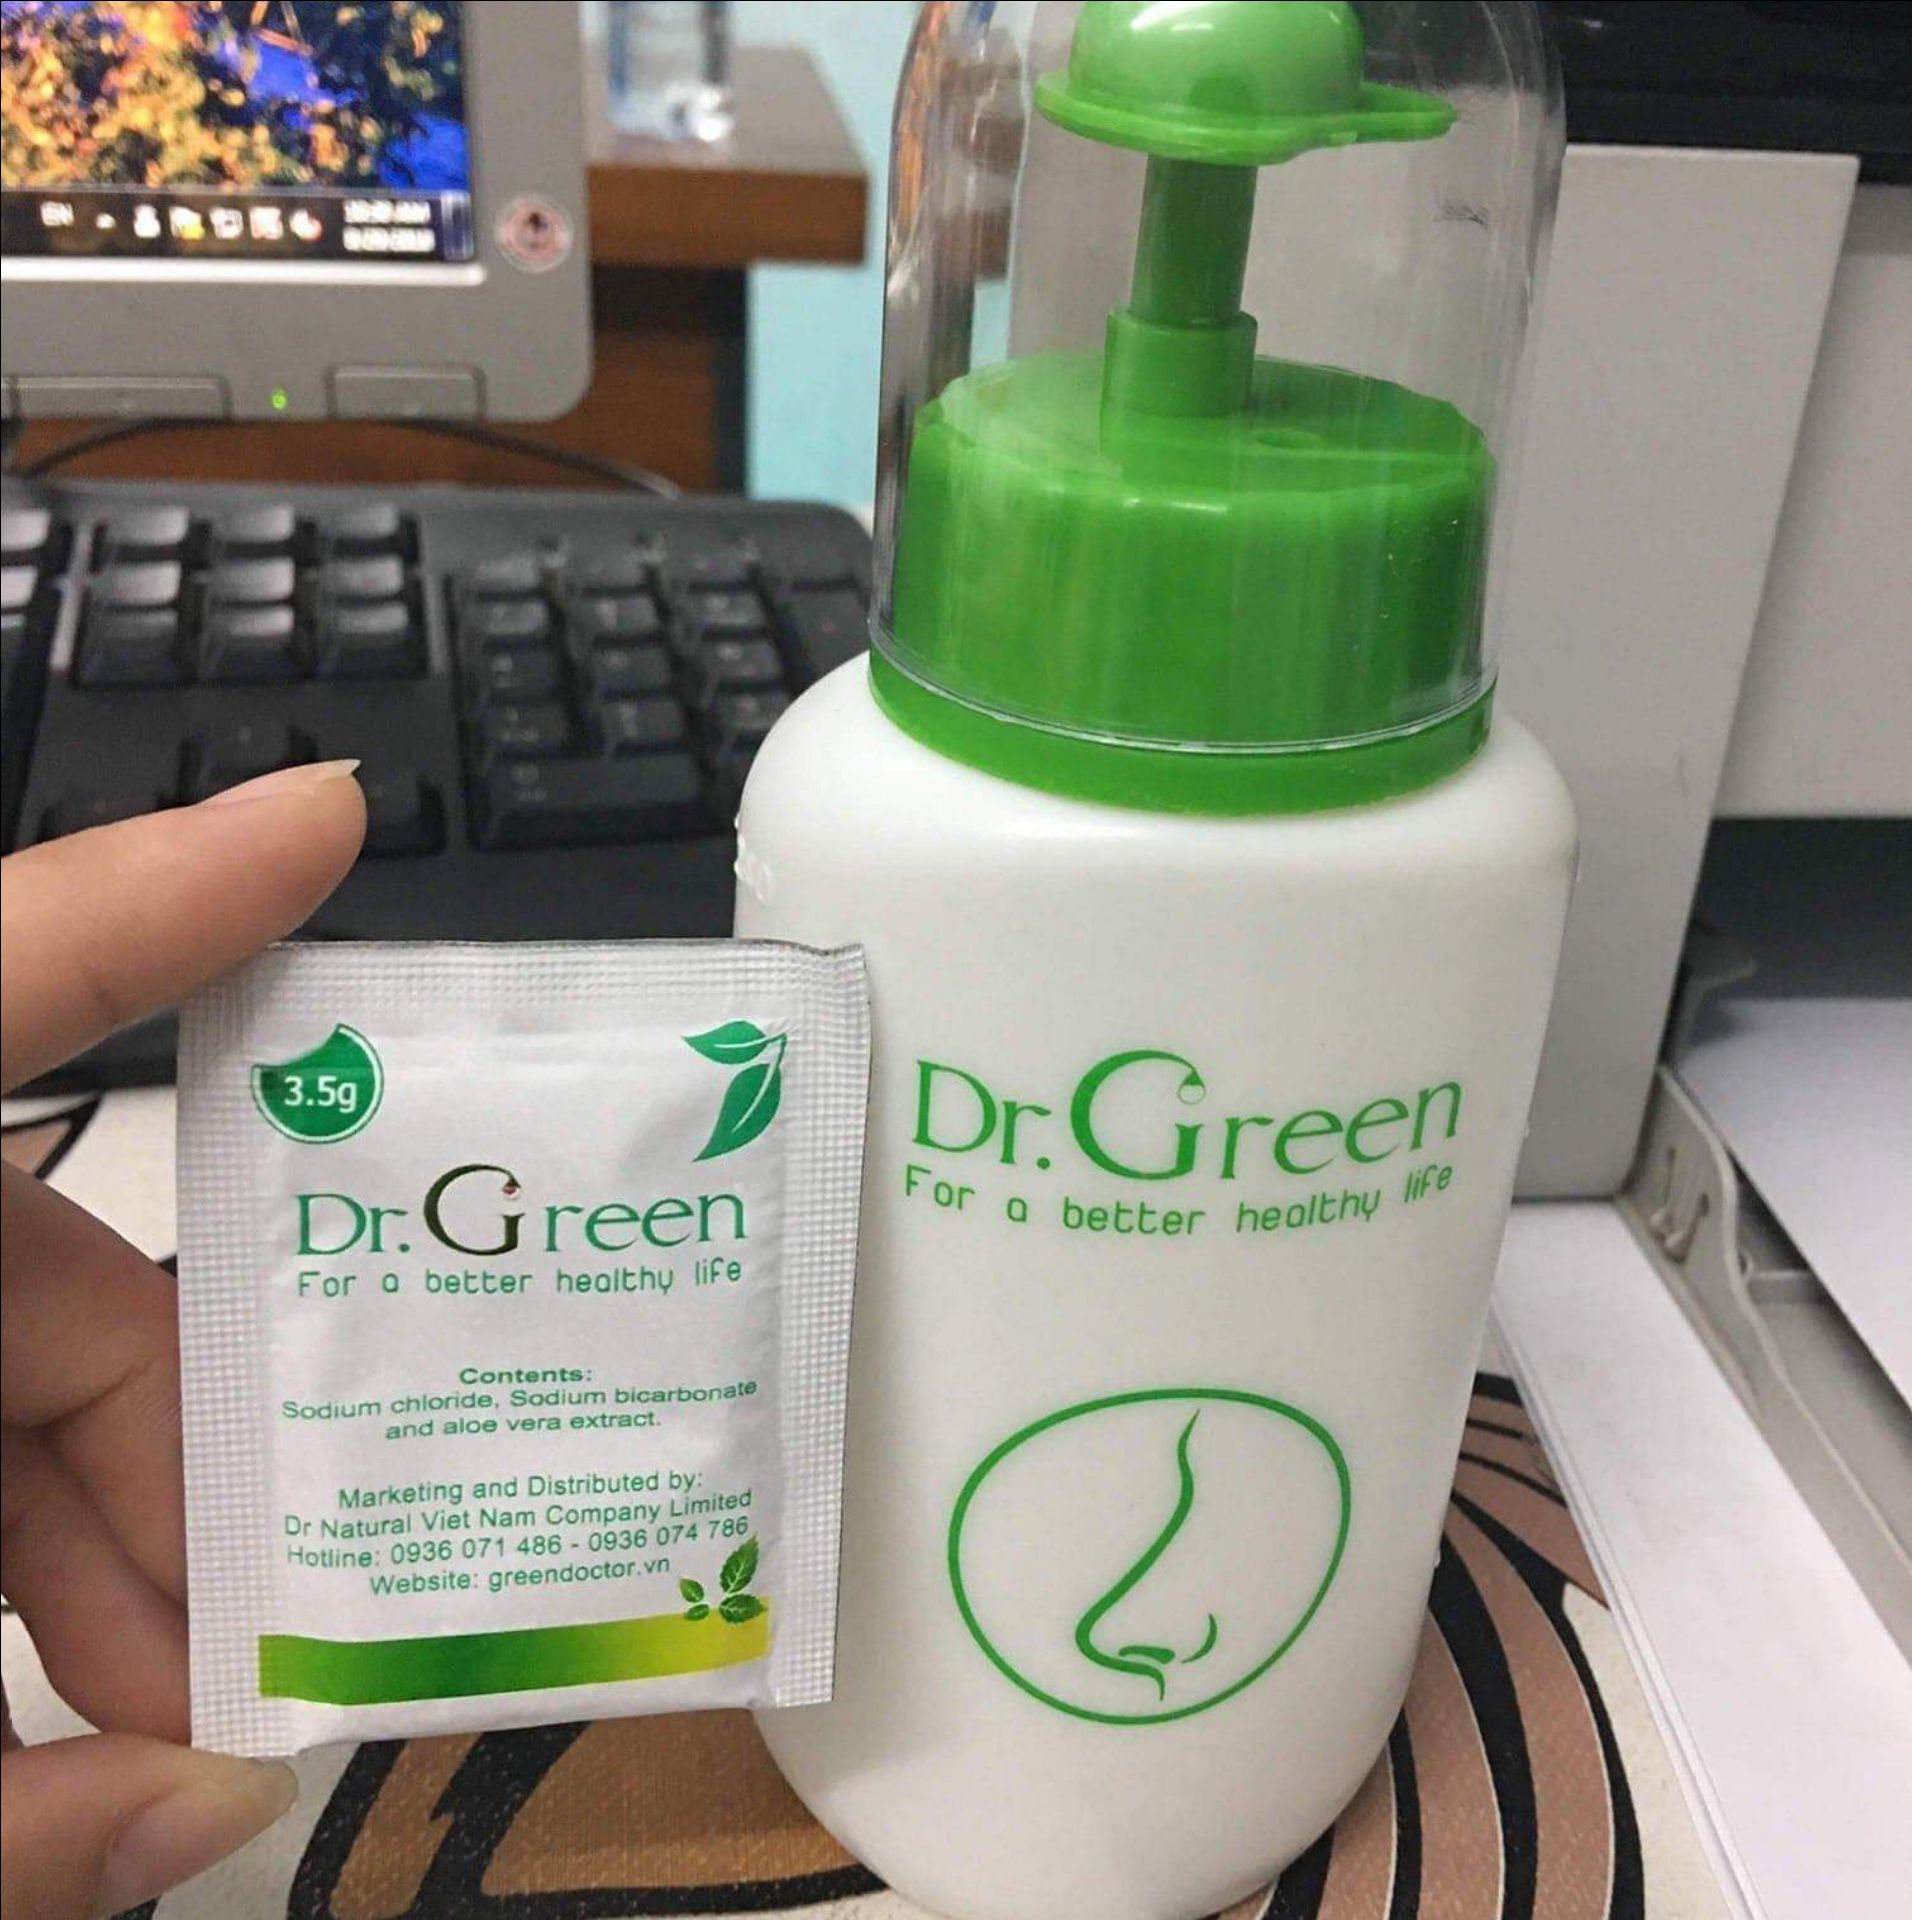 EN
3.5g
Dr.Green
For a better healthy life
Contents:
Sodium chloride, Sodium bicarbonate
and aloe vera extract.
Marketing and Distributed by:
Dr Natural Viet Nam Company Limited
Hotline: 0936 071 486 - 0936 074 786
Website: greendoctor.vn
Dr.Green
For a better healthy life